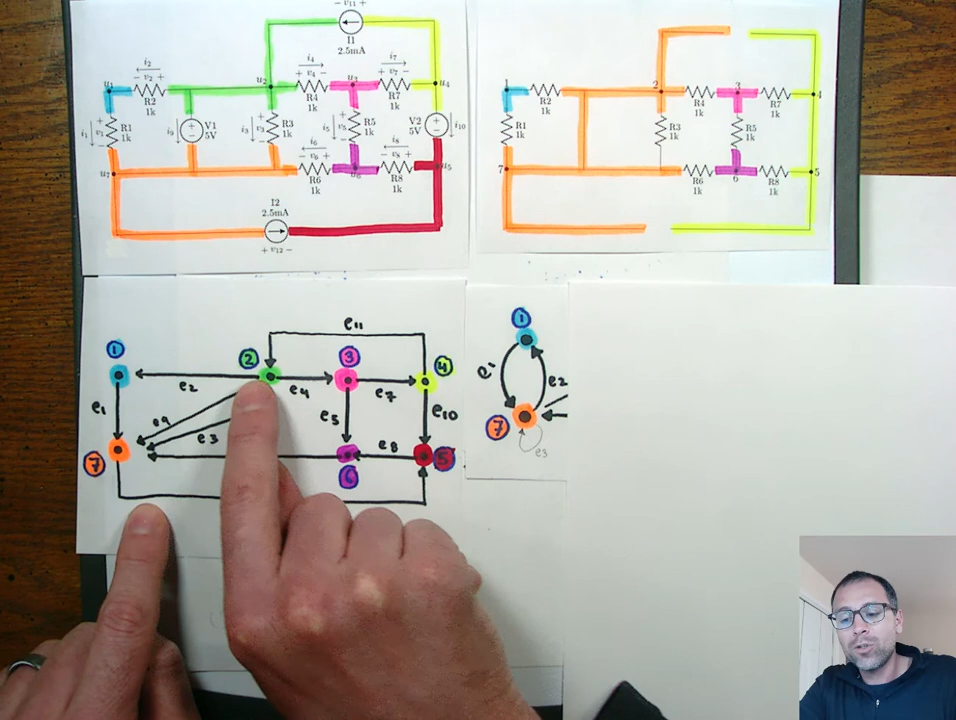 − v11 +
I1
2.5mA
i2
− v2 +
R2
1k
u1
u2
i4
+ v4 −
R4
1k
u3
i7
+ v7 −
R7
1k
u4
i1
v1
R1
1k
i9
V1
5V
i3
v3
R3
1k
i5
v5
R5
1k
V2
5V
i10
u7
i6
− v6 +
R6
1k
u6
i8
− v8 +
R8
1k
u5
I2
2.5mA
+ v12 −
1
R2
1k
2
R4
1k
3
R7
1k
4
R1
1k
R3
1k
R5
1k
7
R6
1k
6
R8
1k
5
e11
1
2
3
4
e2
e4
e7
e1
e9
e3
e5
e10
e8
7
6
5
1
e1
e2
7
e3